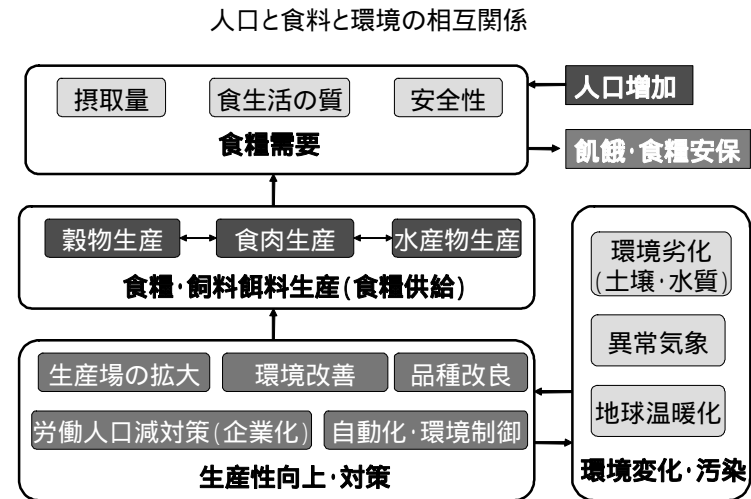 人口と食料と環境の相互関係
摂取量
食生活の質
安全性
食糧需要
人口増加
飢餓・食糧安保
穀物生産
食肉生産
水産物生産
食糧・飼料餌料生産(食糧供給)
生産場の拡大
環境改善
品種改良
労働人口減対策(企業化)
自動化・環境制御
生産性向上・対策
環境劣化
(土壌・水質)
異常気象
地球温暖化
環境変化・汚染